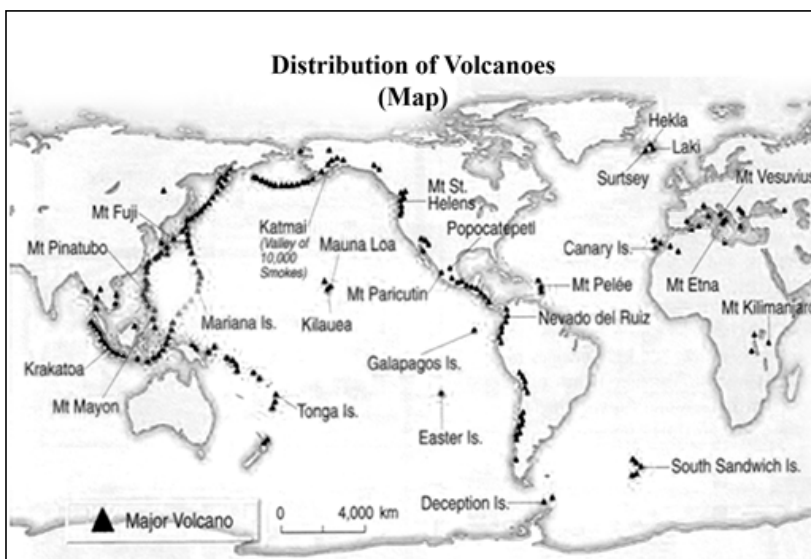 Distribution of Volcanoes
(Map)
Hekla
Laki
Surtsey
Mt Vesuvius
Mt St.
Helens
Mt Fuji
Katmai
(Valley of
10,000
Smokes)
Popocatepetl
Mauna Loa
Canary Is.
Mt Pinatubo
Mt Etna
Mt Paricutin
Mt Pelée
Mt Kilimanjaro
Mariana Is.
Kilauea
Nevado del Ruiz
Galapagos Is.
Krakatoa
Mt Mayon
Tonga Is.
Easter Is.
South Sandwich Is.
Deception Is.
Major Volcano
0 4,000 km